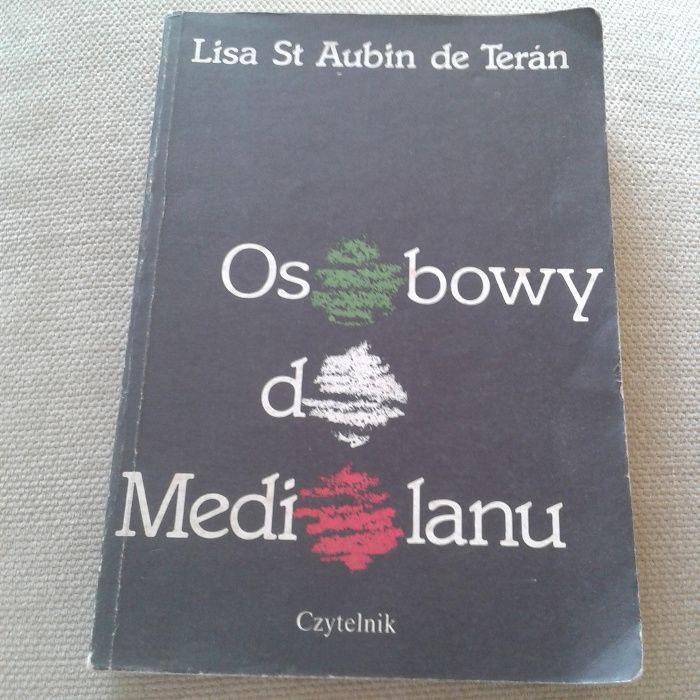 Lisa St Aubin de Terán
Osobowy
do
Mediolanu
Czytelnik